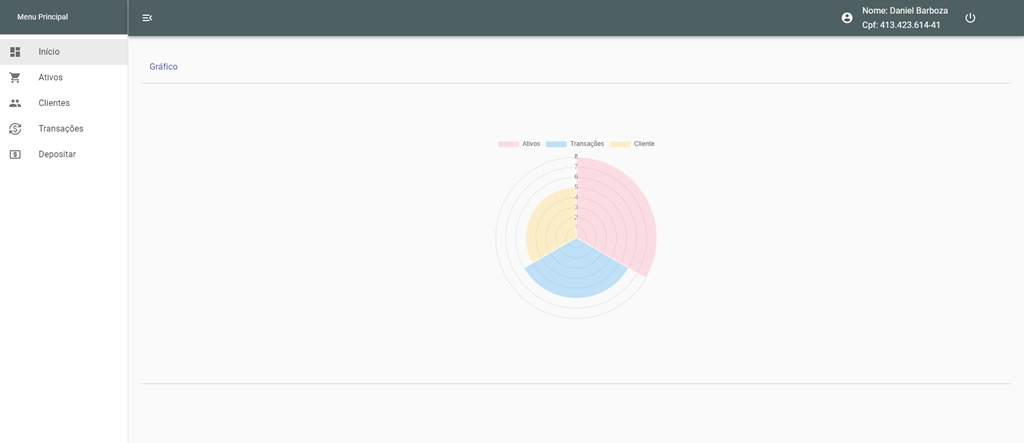 Menu Principal
Nome: Daniel Barboza
Cpf: 413.423.614-41
Início
Ativos
Clientes
Transações
Depositar
Gráfico
Ativos Transações Cliente
8
7
6
5
4
3
2
1